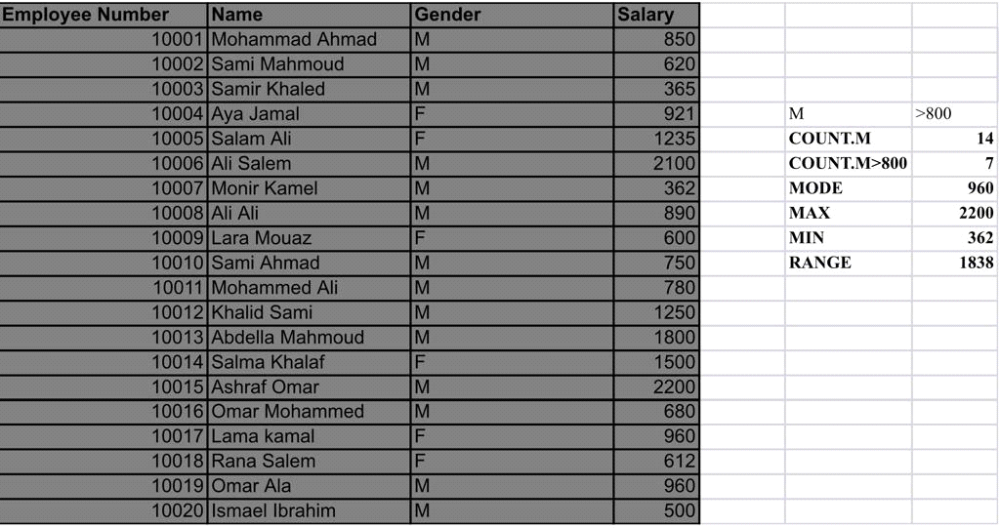 Employee Number Name Gender Salary
10001 Mohammad Ahmad M 850
10002 Sami Mahmoud M 620
10003 Samir Khaled M 365
10004 Aya Jamal F 921 M >800
10005 Salam Ali F 1235 COUNT.M 14
10006 Ali Salem M 2100 COUNT.M>800 7
10007 Monir Kamel M 362 MODE 960
10008 Ali Ali M 890 MAX 2200
10009 Lara Mouaz F 600 MIN 362
10010 Sami Ahmad M 750 RANGE 1838
10011 Mohammed Ali M 780
10012 Khalid Sami M 1250
10013 Abdella Mahmoud M 1800
10014 Salma Khalaf F 1500
10015 Ashraf Omar M 2200
10016 Omar Mohammed M 680
10017 Lama kamal F 960
10018 Rana Salem F 612
10019 Omar Ala M 960
10020 Ismael Ibrahim M 500